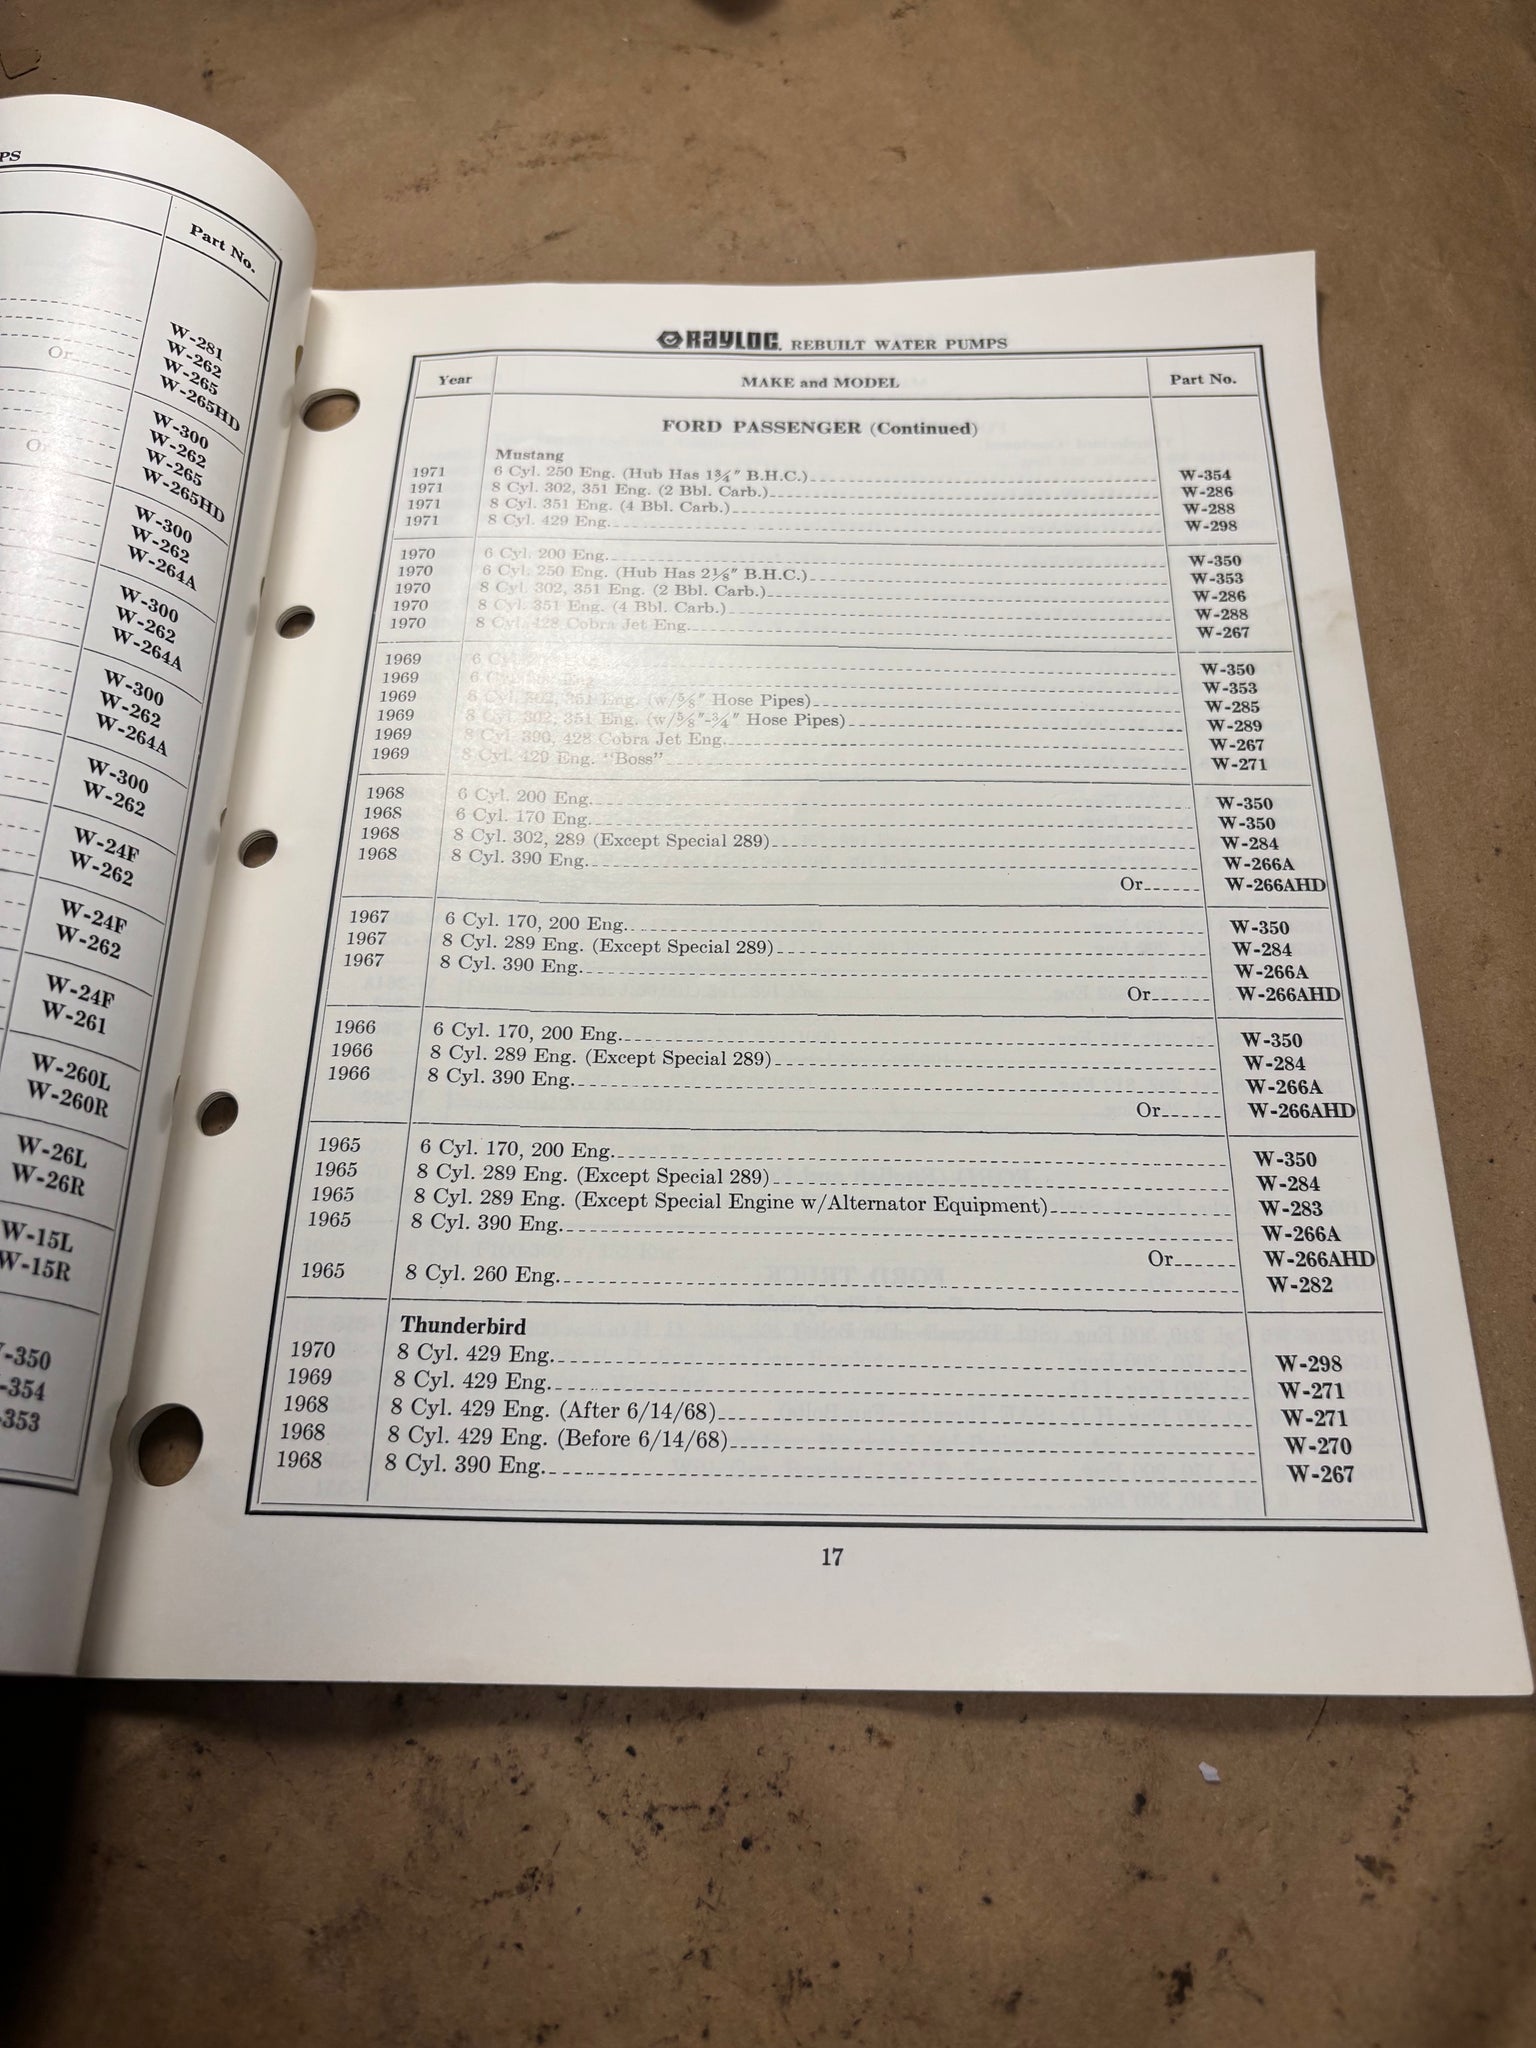 PS
Part No.
W-281
W-262
Or W-265
W-265HD
W-300
W-262
Or W-265
W-265HD
W-300
W-262
W-264A
W-300
W-262
W-264A
W-300
W-262
W-264A
W-300
W-262
W-24F
W-262
W-24F
W-262
W-24F
W-261
W-260L
W-260R
W-26L
W-26R
W-15L
W-15R
-350
-354
-353
RAYLOC. REBUILT WATER PUMPS
Year MAKE and MODEL Part No.
FORD PASSENGER (Continued)
Mustang
1971 6 Cyl. 250 Eng. (Hub Has 1¾" B.H.C.) W-354
1971 8 Cyl. 302, 351 Eng. (2 Bbl. Carb.) W-286
1971 8 Cyl. 351 Eng. (4 Bbl. Carb.) W-288
1971 8 Cyl. 429 Eng. W-298
1970 6 Cyl. 200 Eng. W-350
1970 6 Cyl. 250 Eng. (Hub Has 2⅛" B.H.C.) W-353
1970 8 Cyl. 302, 351 Eng. (2 Bbl. Carb.) W-286
1970 8 Cyl. 351 Eng. (4 Bbl. Carb.) W-288
1970 8 Cyl. 428 Cobra Jet Eng. W-267
1969 6 W-350
1969 6 Eng. W-353
1969 8 Cyl. 302, 351 Eng. (w/⅝" Hose Pipes) W-285
1969 8 Cyl. 302, 351 Eng. (w/⅝"-¾" Hose Pipes) W-289
1969 8 Cyl. 390, 428 Cobra Jet Eng. W-267
1969 8 Cyl. 429 Eng. "Boss" W-271
1968 6 Cyl. 200 Eng. W-350
1968 6 Cyl. 170 Eng. W-350
1968 8 Cyl. 302, 289 (Except Special 289) W-284
1968 8 Cyl. 390 Eng. W-266A
Or W-266AHD
1967 6 Cyl. 170, 200 Eng. W-350
1967 8 Cyl. 289 Eng. (Except Special 289) W-284
1967 8 Cyl. 390 Eng. W-266A
Or W-266AHD
1966 6 Cyl. 170, 200 Eng. W-350
1966 8 Cyl. 289 Eng. (Except Special 289) W-284
1966 8 Cyl. 390 Eng. W-266A
Or W-266AHD
1965 6 Cyl. 170, 200 Eng. W-350
1965 8 Cyl. 289 Eng. (Except Special 289) W-284
1965 8 Cyl. 289 Eng. (Except Special Engine w/Alternator Equipment) W-283
1965 8 Cyl. 390 Eng. W-266A
Or W-266AHD
1965 8 Cyl. 260 Eng. W-282
Thunderbird
1970 8 Cyl. 429 Eng. W-298
1969 8 Cyl. 429 Eng. W-271
1968 8 Cyl. 429 Eng. (After 6/14/68) W-271
1968 8 Cyl. 429 Eng. (Before 6/14/68) W-270
1968 8 Cyl. 390 Eng. W-267
17